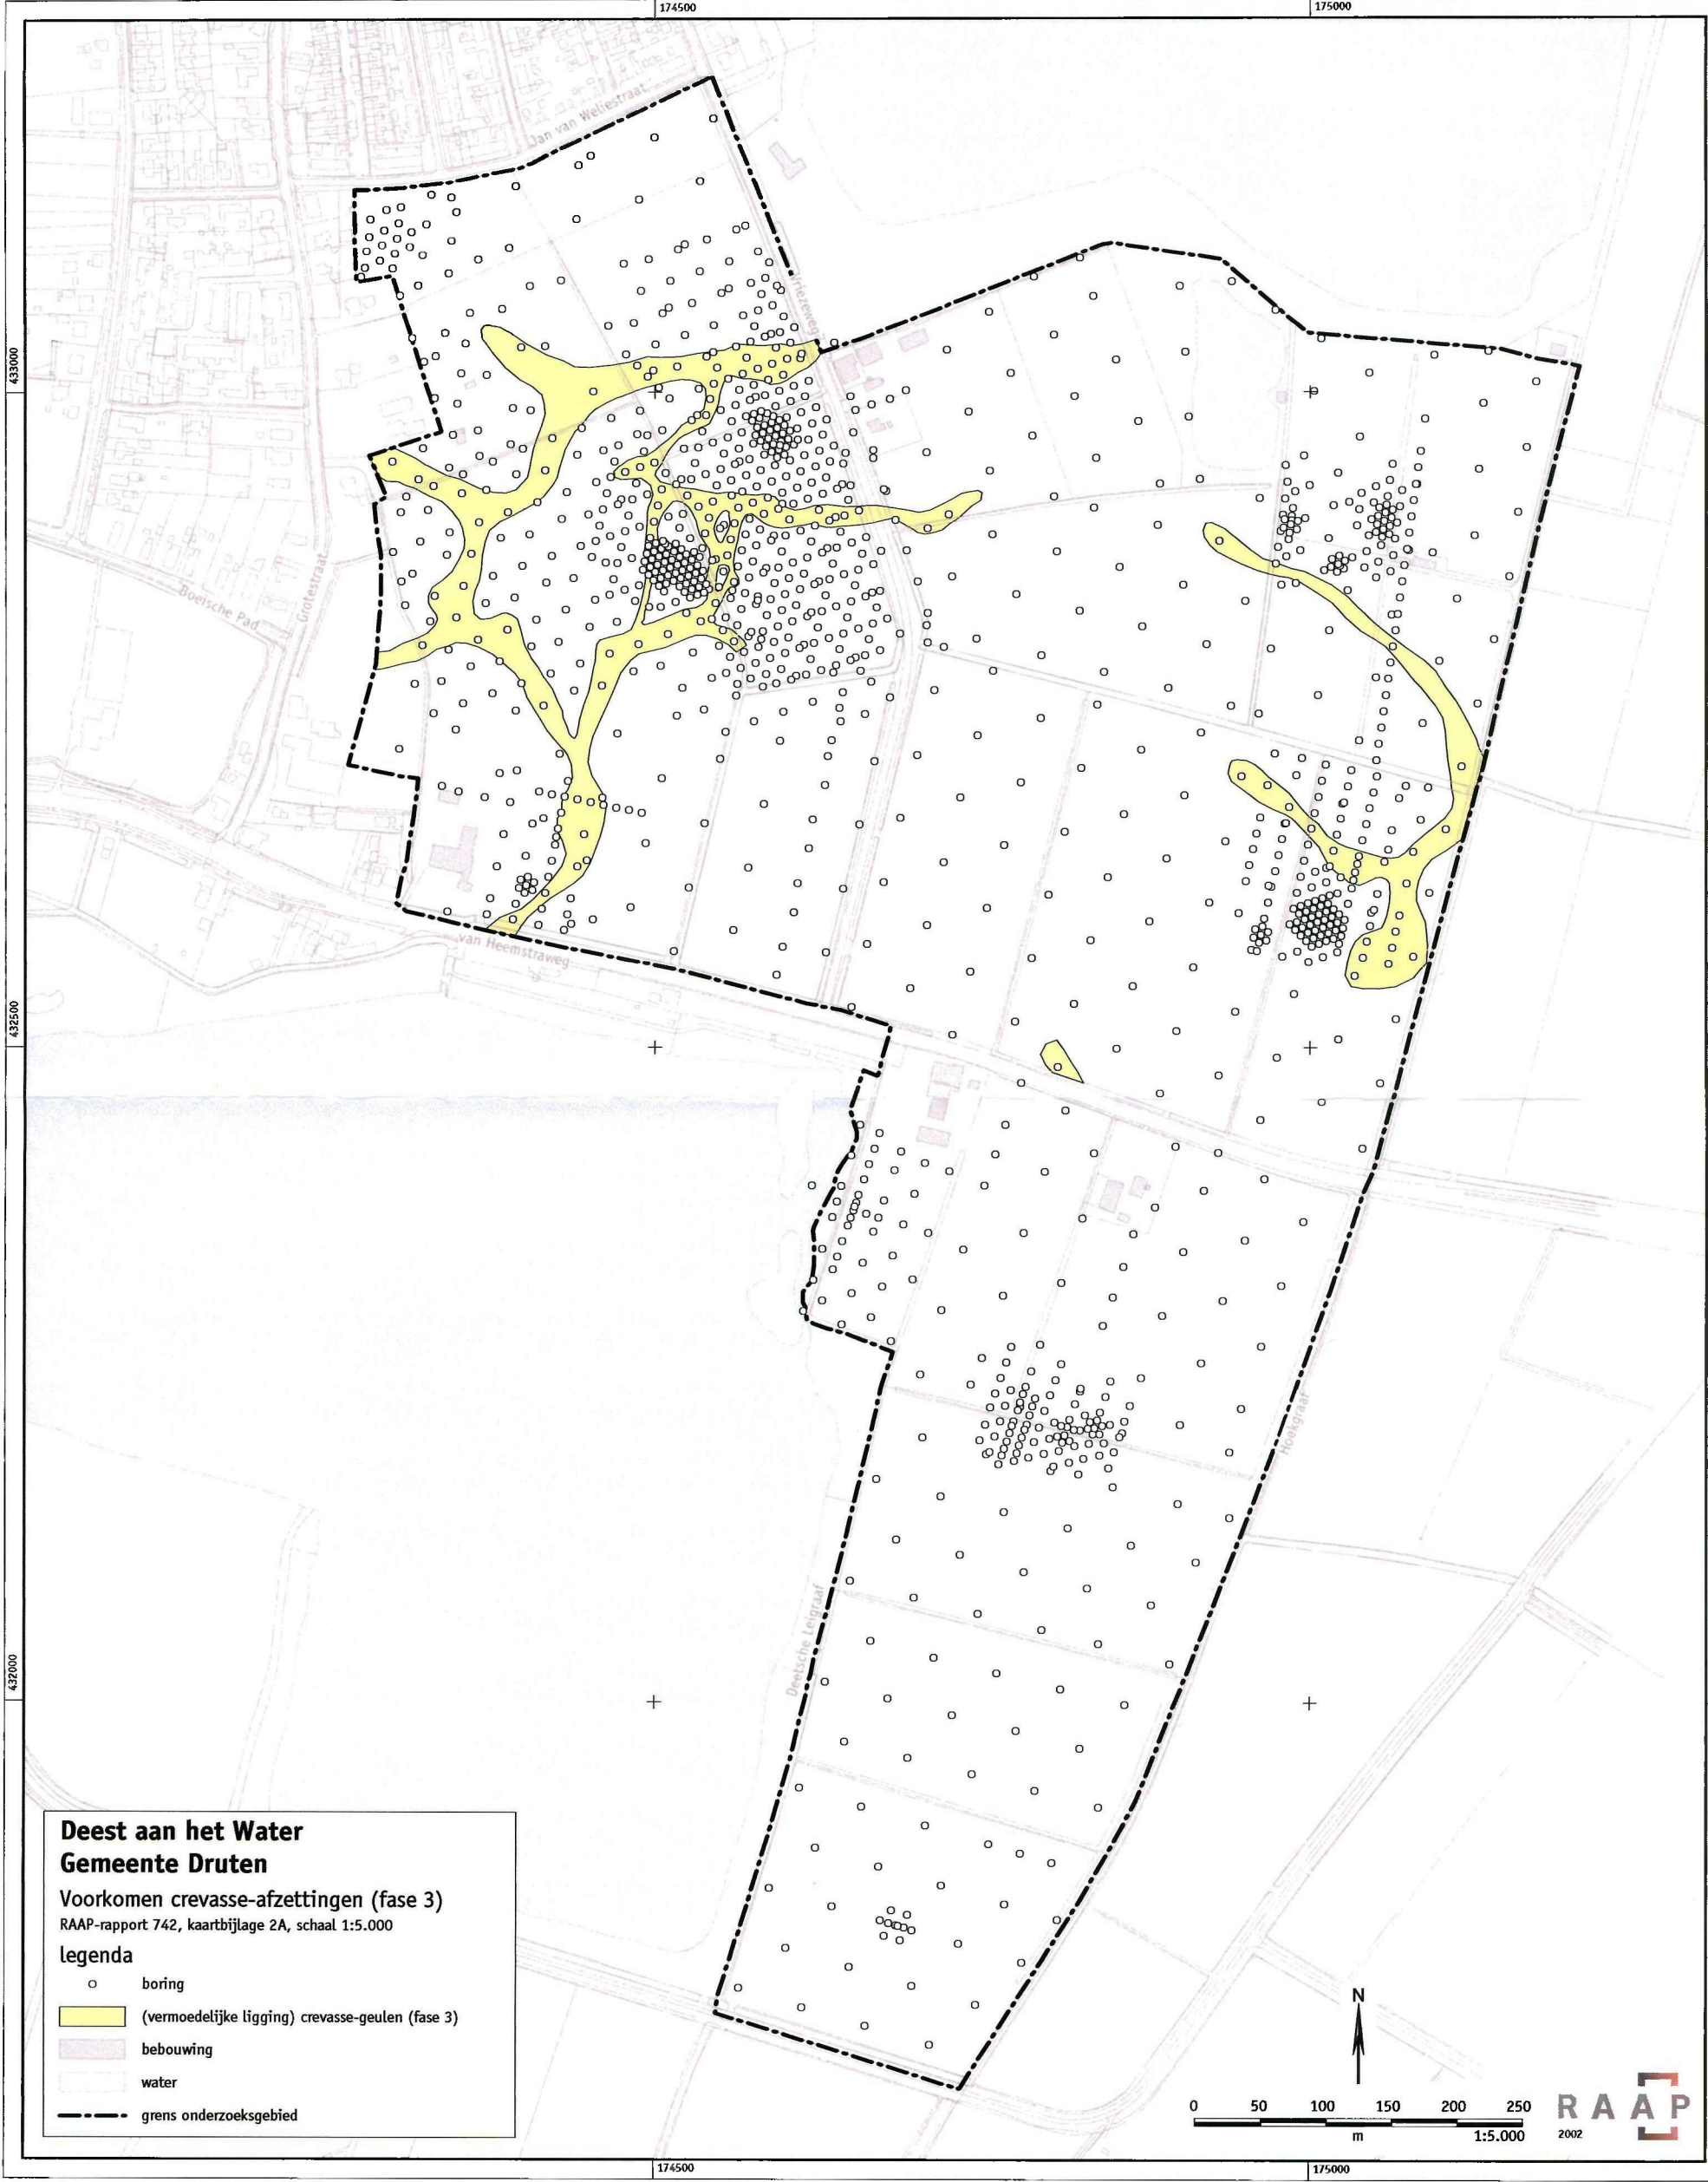 174500
175000
Jan van Weliestraat
Vriezeweg
433000
Boelsche Pad
Grotestraat
van Heemstraweg
432500
Hoekgraaf
Deetsche Leigraaf
432000
Deest aan het Water
Gemeente Druten
Voorkomen crevasse-afzettingen (fase 3)
RAAP-rapport 742, kaartbijlage 2A, schaal 1:5.000
legenda
boring
(vermoedelijke ligging) crevasse-geulen (fase 3)
bebouwing
water
grens onderzoeksgebied
N
0 50 100 150 200 250
m 1:5.000
RAAP
2002
174500
175000